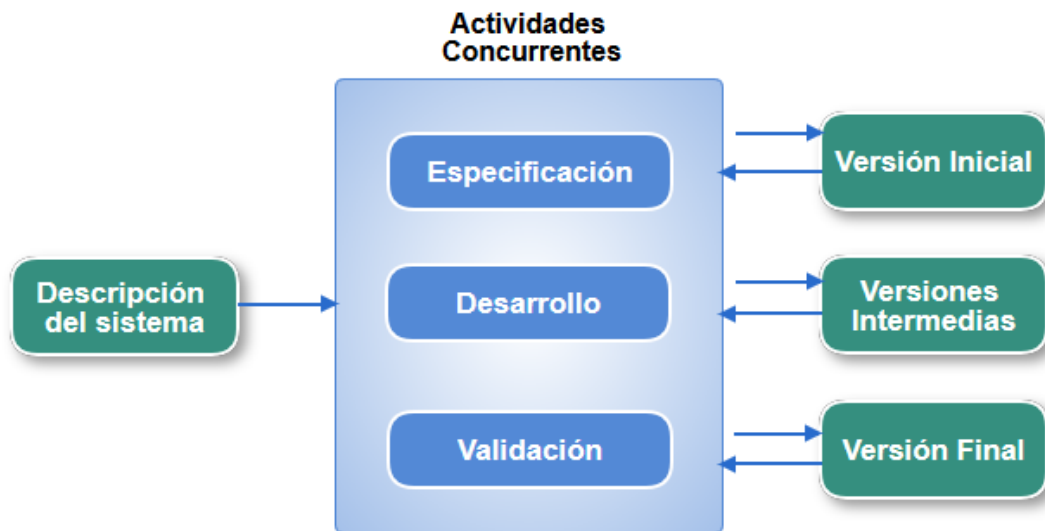 Actividades
Concurrentes
Especificación
Versión Inicial
Descripción
del sistema
Desarrollo
Versiones
Intermedias
Validación
Versión Final